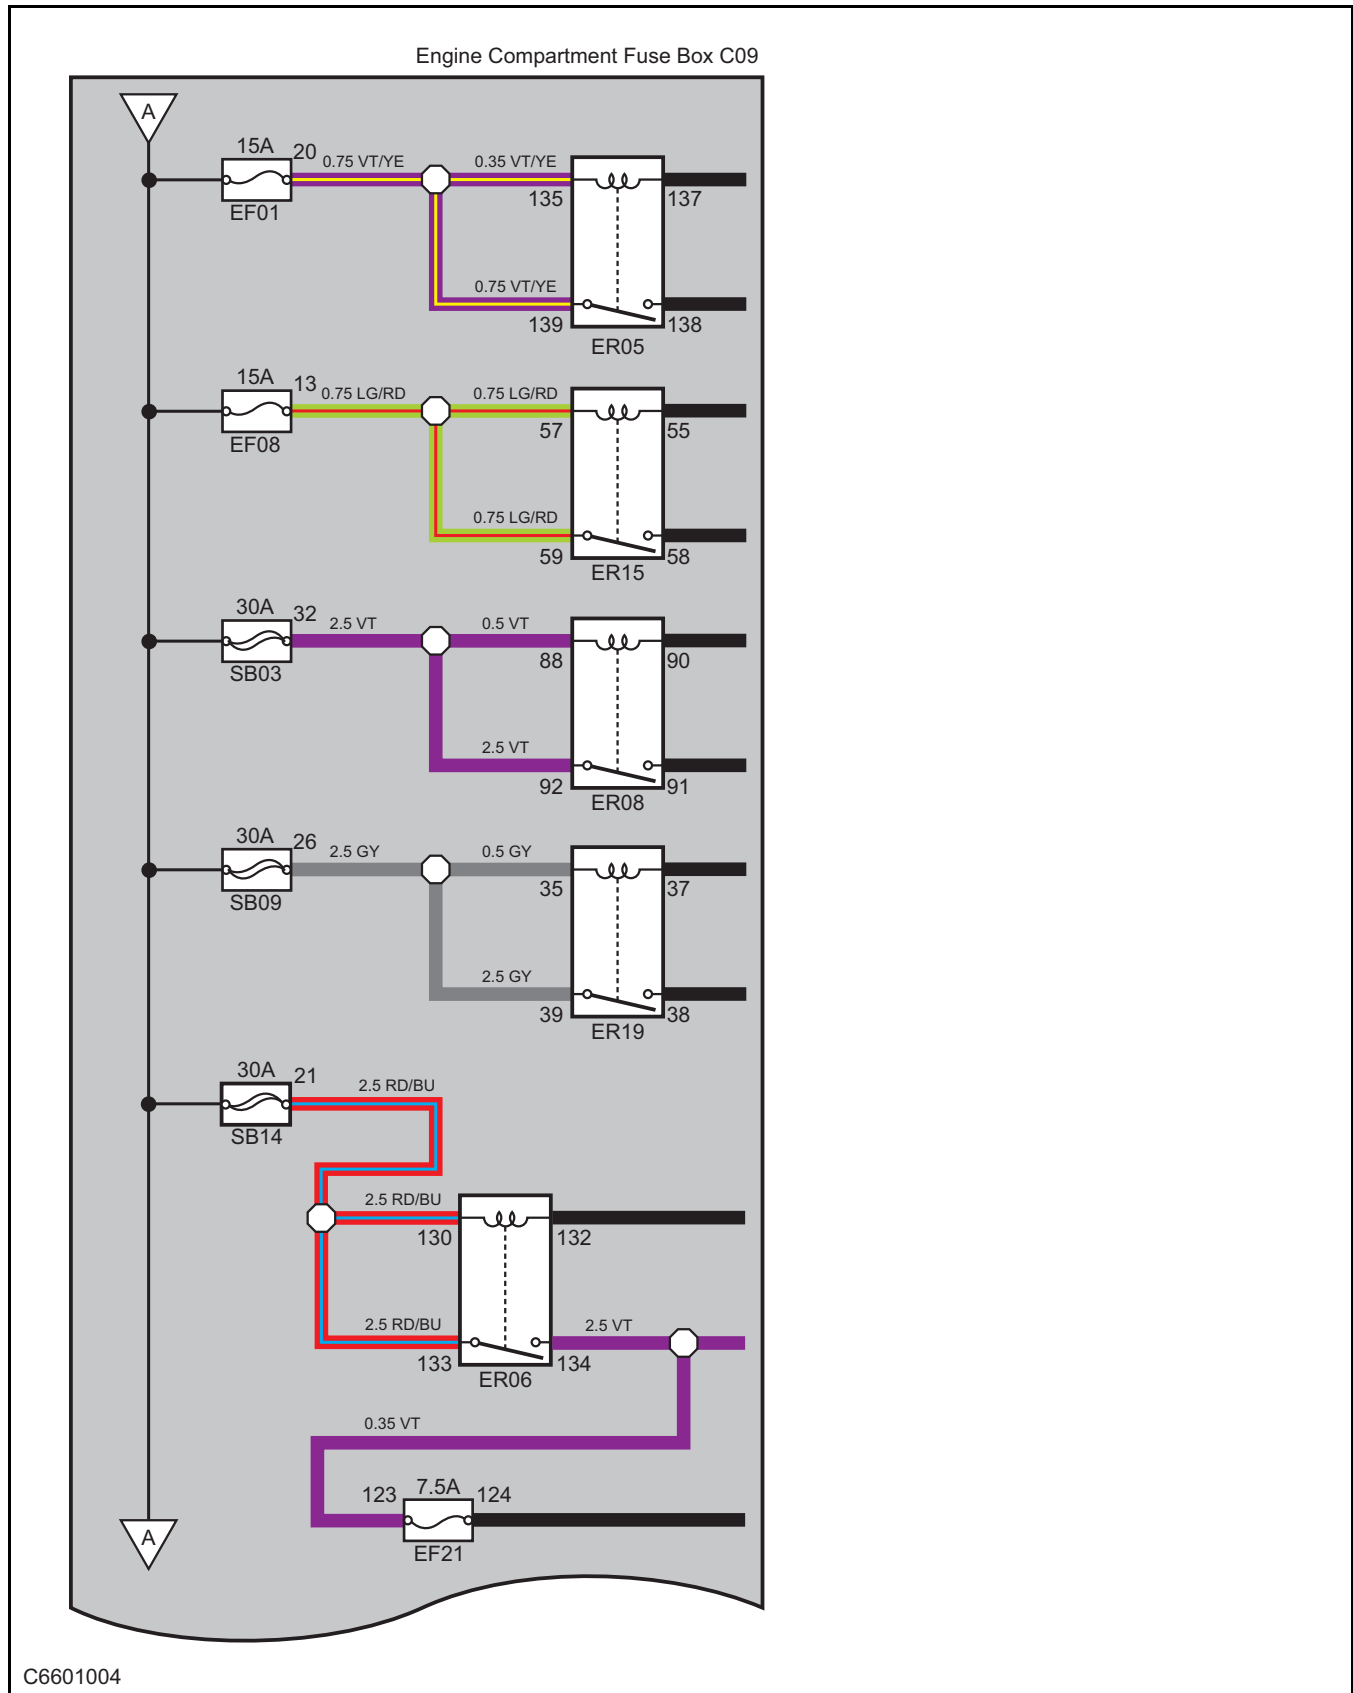 Engine Compartment Fuse Box C09
A
15A
20
0.75 VT/YE
0.35 VT/YE
EF01
135
137
0.75 VT/YE
139
138
ER05
15A
13
0.75 LG/RD
0.75 LG/RD
EF08
57
55
0.75 LG/RD
59
58
ER15
30A
32
2.5 VT
0.5 VT
SB03
88
90
2.5 VT
92
91
ER08
30A
26
2.5 GY
0.5 GY
SB09
35
37
2.5 GY
39
38
ER19
30A
21
2.5 RD/BU
SB14
2.5 RD/BU
130
132
2.5 RD/BU
2.5 VT
133
134
ER06
0.35 VT
123
7.5A
124
A
EF21
C6601004